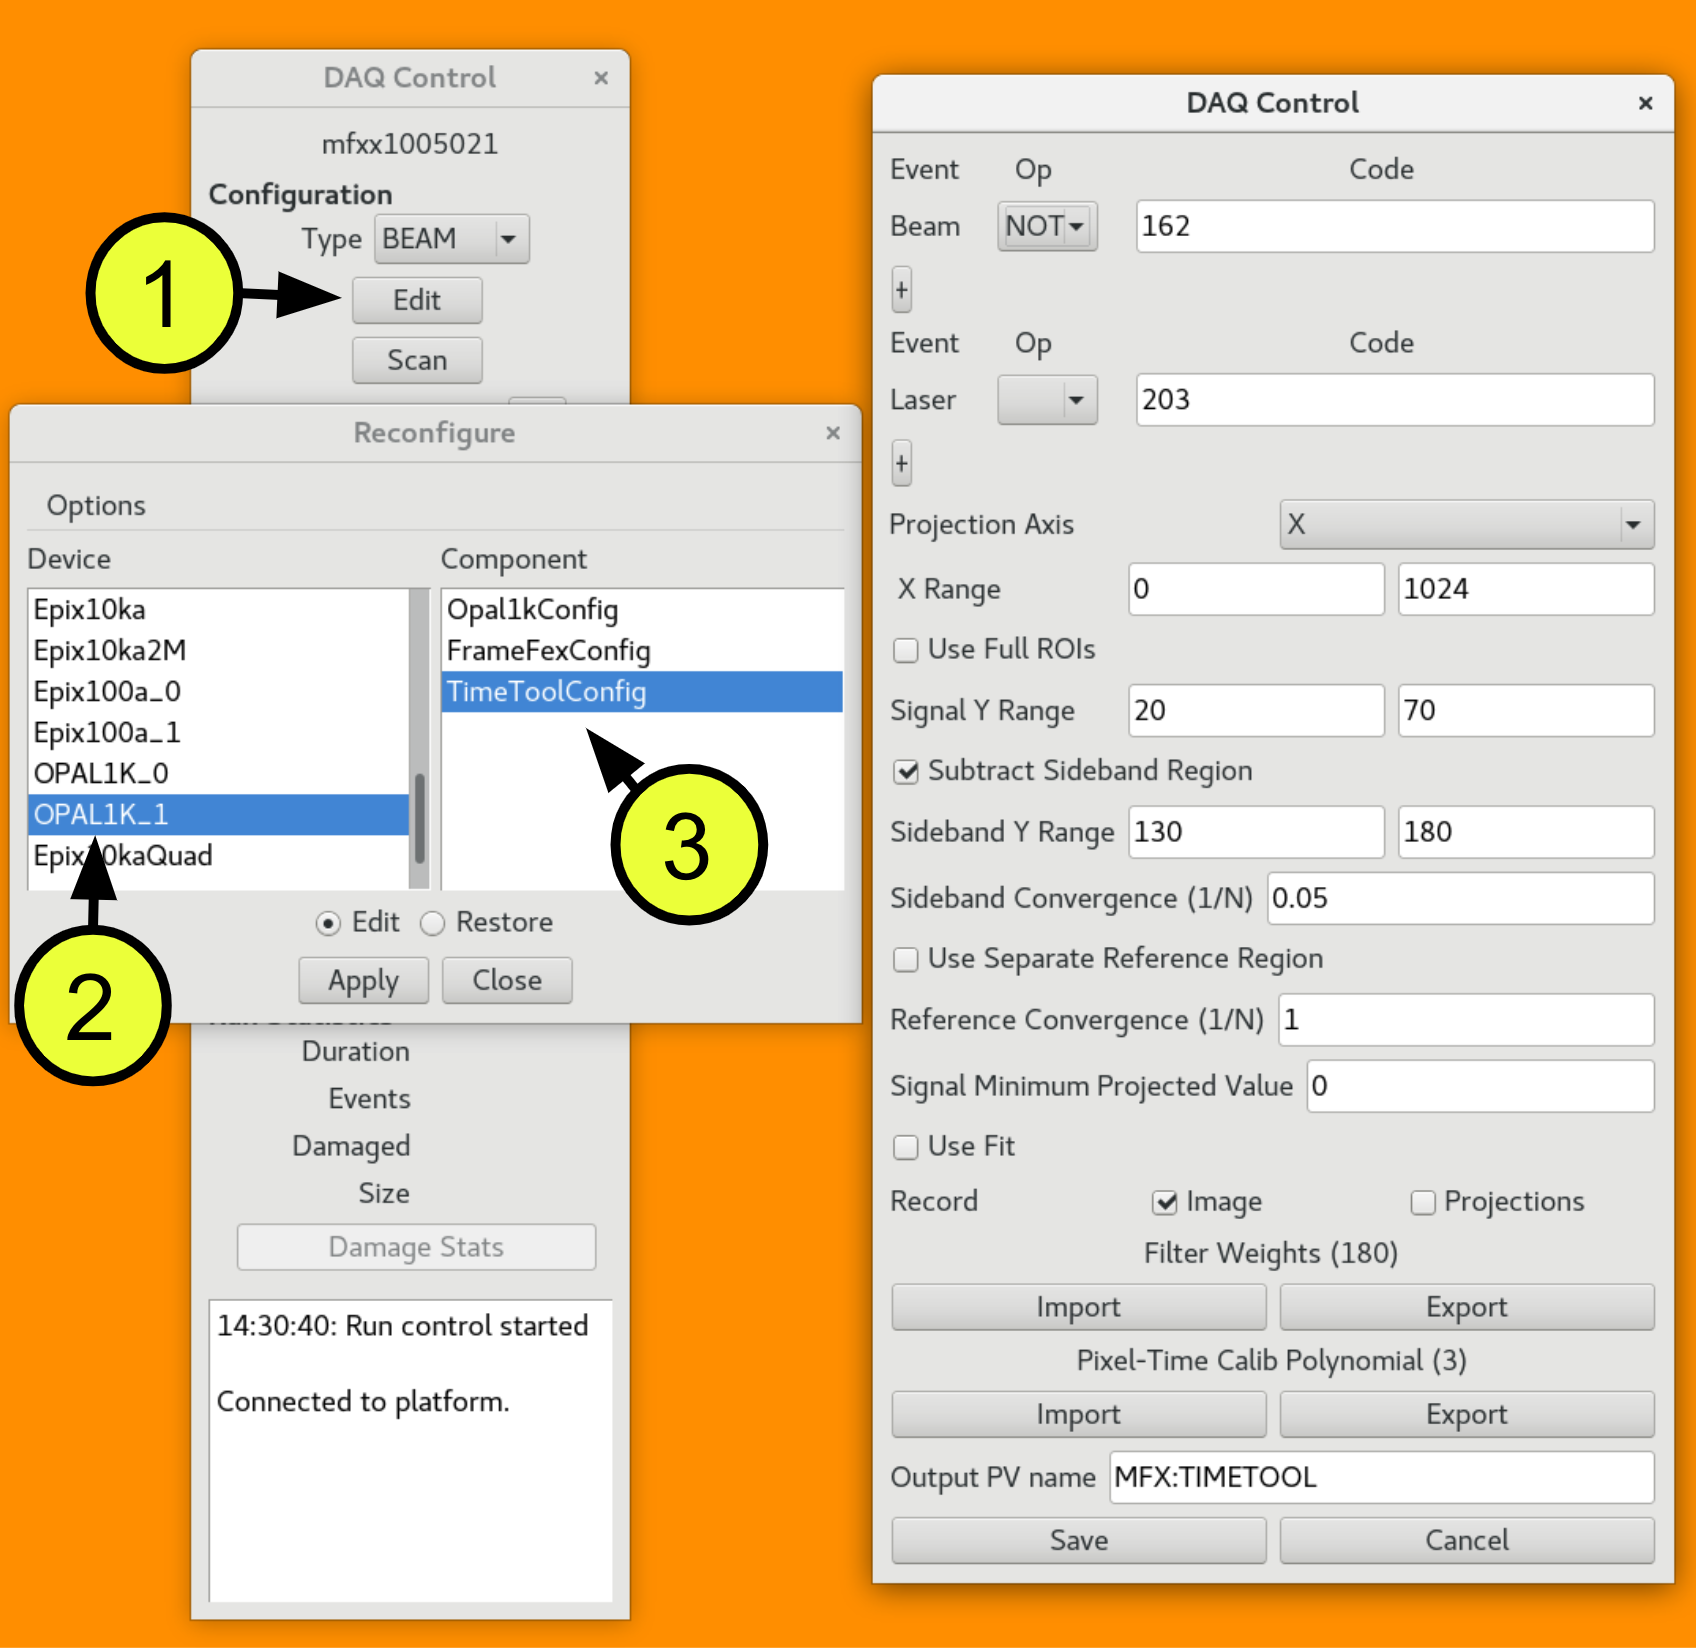 DAQ Control ×
mfxx1005021
Configuration
Type BEAM
1 Edit
Scan
Reconfigure ×
Options
Device Component
Epix10ka Opal1kConfig
Epix10ka2M FrameFexConfig
Epix100a_0 TimeToolConfig
Epix100a_1
OPAL1K_0
OPAL1K_1
3
Epix10kaQuad
Edit Restore
Apply Close
2
Duration
Events
Damaged
Size
Damage Stats
14:30:40: Run control started
Connected to platform.
DAQ Control ×
Event Op Code
Beam NOT 162
+
Event Op Code
Laser 203
+
Projection Axis X
X Range 0 1024
Use Full ROIs
Signal Y Range 20 70
Subtract Sideband Region
Sideband Y Range 130 180
Sideband Convergence (1/N) 0.05
Use Separate Reference Region
Reference Convergence (1/N) 1
Signal Minimum Projected Value 0
Use Fit
Record Image Projections
Filter Weights (180)
Import Export
Pixel-Time Calib Polynomial (3)
Import Export
Output PV name MFX:TIMETOOL
Save Cancel